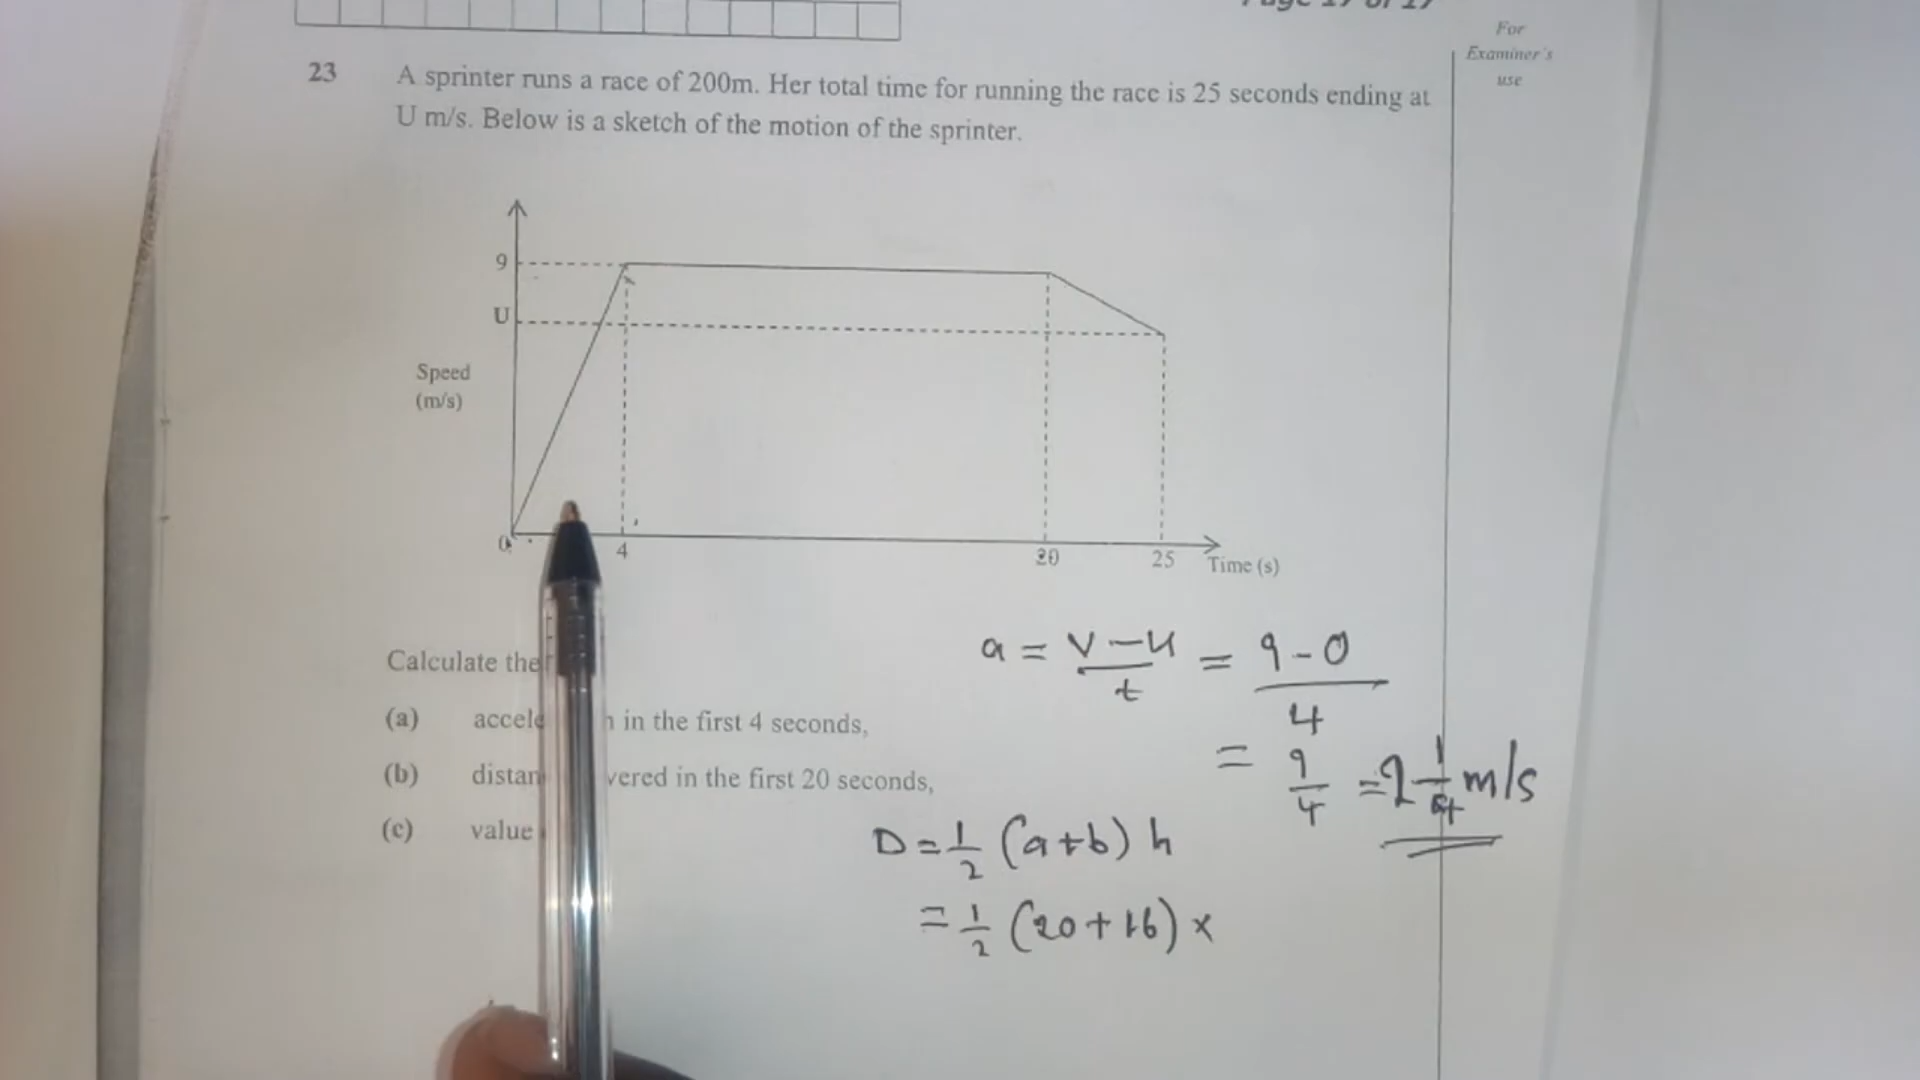 For
Examiner's
use
23 A sprinter runs a race of 200m. Her total time for running the race is 25 seconds ending at
U m/s. Below is a sketch of the motion of the sprinter.
9
U
Speed
(m/s)
0 4 20 25 Time (s)
Calculate the
a = v - u / t = 9 - 0 / 4
= 9/4 = 2 1/4 m/s
(a) in the first 4 seconds,
(b) in the first 20 seconds,
(c) value
D = 1/2 (a+b) h
= 1/2 (20 + 16) ×